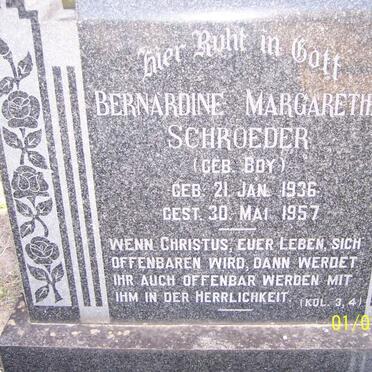 Hier Ruht in Gott
BERNARDINE MARGARETH
SCHROEDER
(GEB. BOY)
GEB. 21 JAN. 1936
GEST. 30. MAI 1957
WENN CHRISTUS, EUER LEBEN, SICH
OFFENBAREN WIRD, DANN WERDET
IHR AUCH OFFENBAR WERDEN MIT
IHM IN DER HERRLICHKEIT. (KOL. 3,4)
01/0